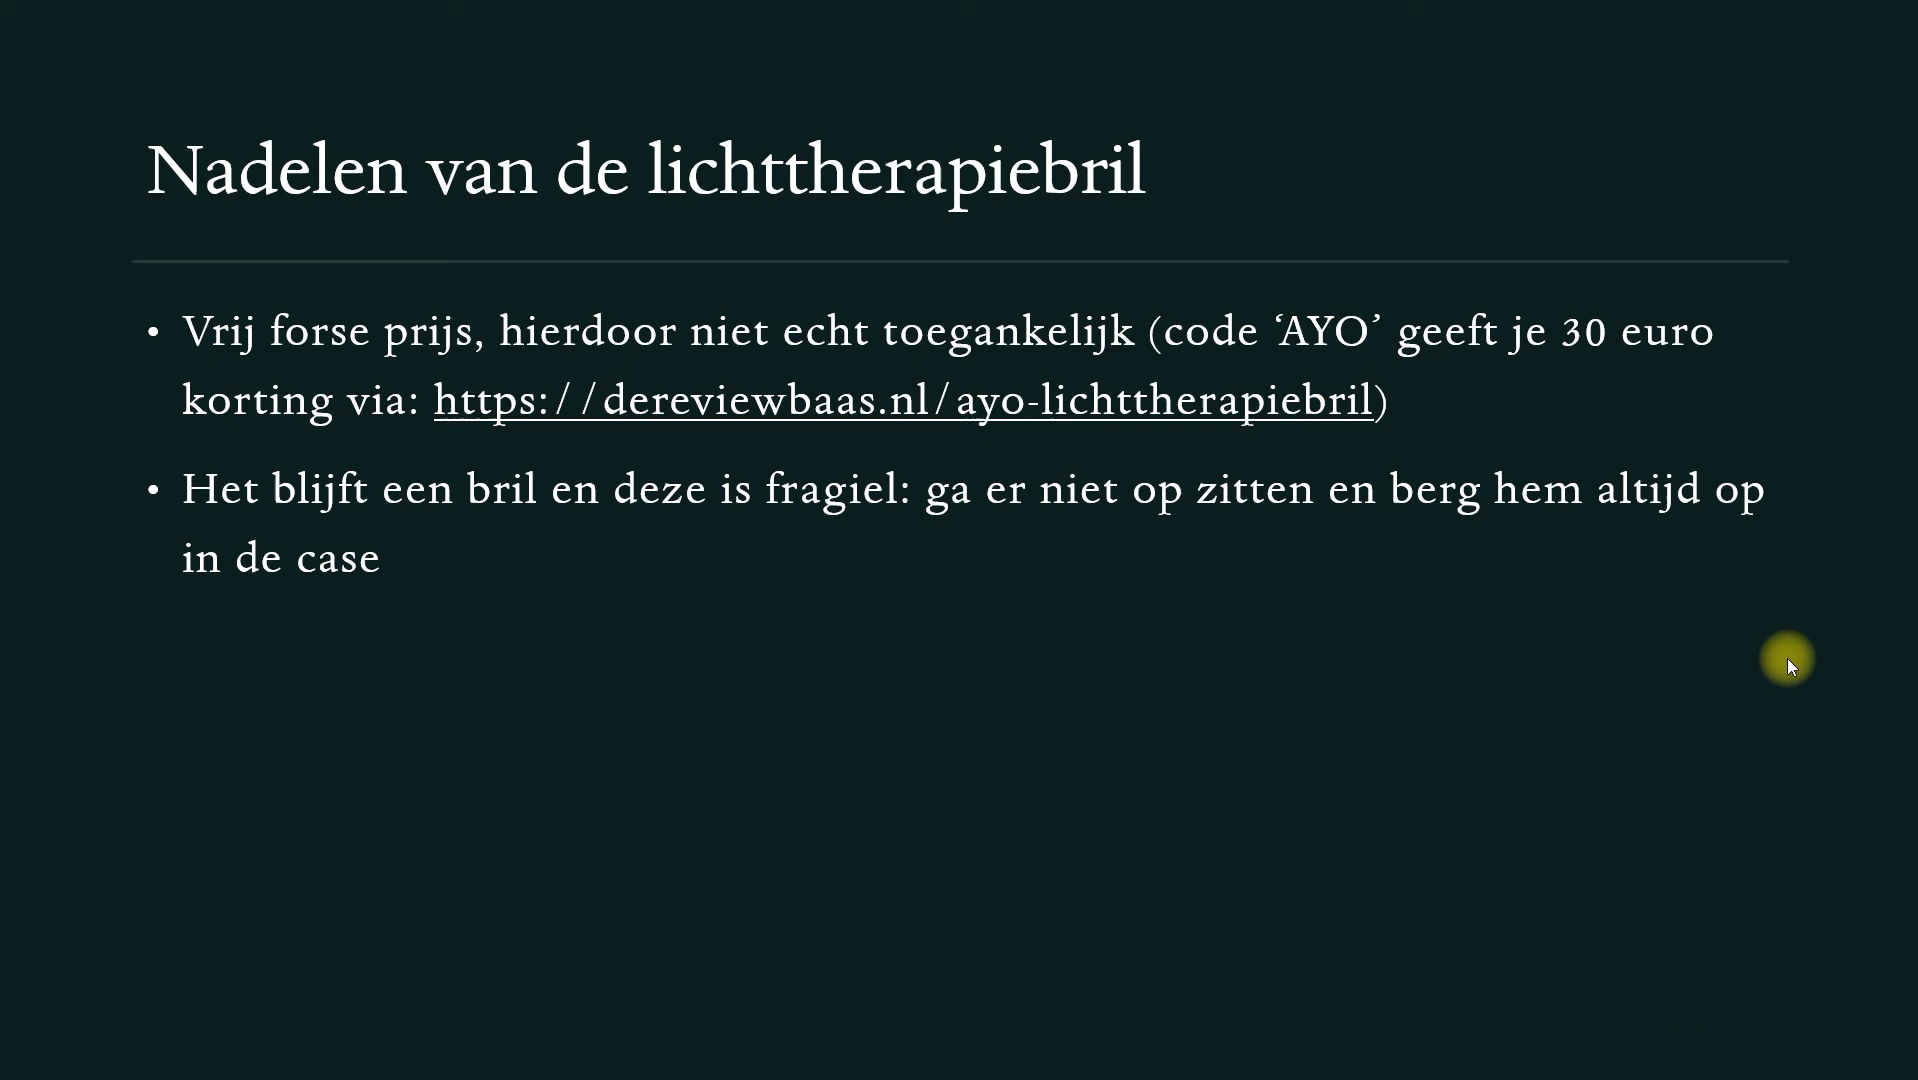 Nadelen van de lichttherapiebril
• Vrij forse prijs, hierdoor niet echt toegankelijk (code ‘AYO’ geeft je 30 euro
korting via: https://dereviewbaas.nl/ayo-lichttherapiebril)
• Het blijft een bril en deze is fragiel: ga er niet op zitten en berg hem altijd op
in de case